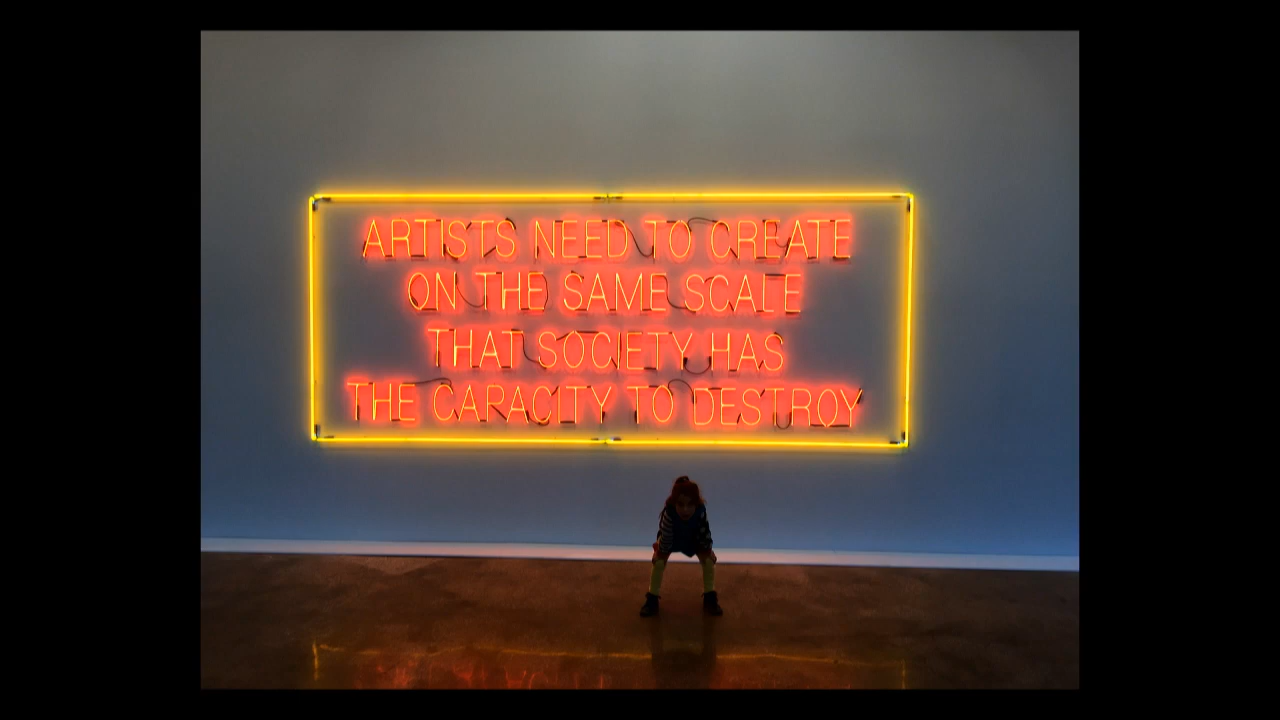 ARTISTS NEED TO CREATE
ON THE SAME SCALE
THAT SOCIETY HAS
THE CAPACITY TO DESTROY